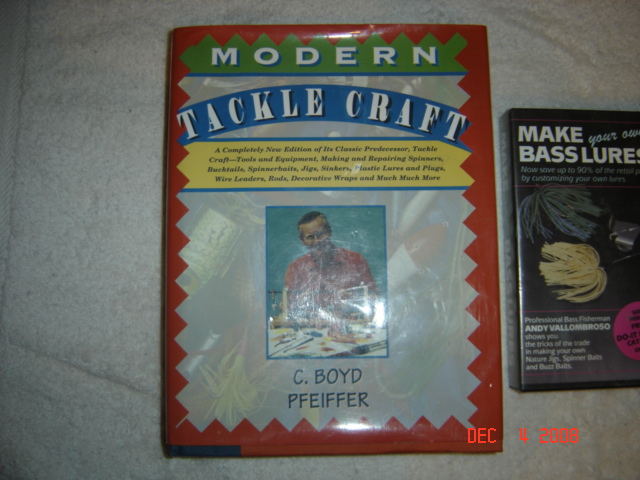 MODERN
TACKLE CRAFT
A Completely New Edition of Its Classic Predecessor, Tackle
Craft—Tools and Equipment, Making and Repairing Spinners,
Bucktails, Spinnerbaits, Jigs, Sinkers, Plastic Lures and Plugs,
Wire Leaders, Rods, Decorative Wraps and Much Much More
C. BOYD
PFEIFFER
MAKE your own
BASS LURES
Now save up to 90% of the retail
by customizing your own lures
Professional Bass Fisherman
ANDY VALLOMBROSO
shows you
the tricks of the trade
in making your own
Nature Jigs, Spinner Baits
and Buzz Baits.
DEC 4 2008